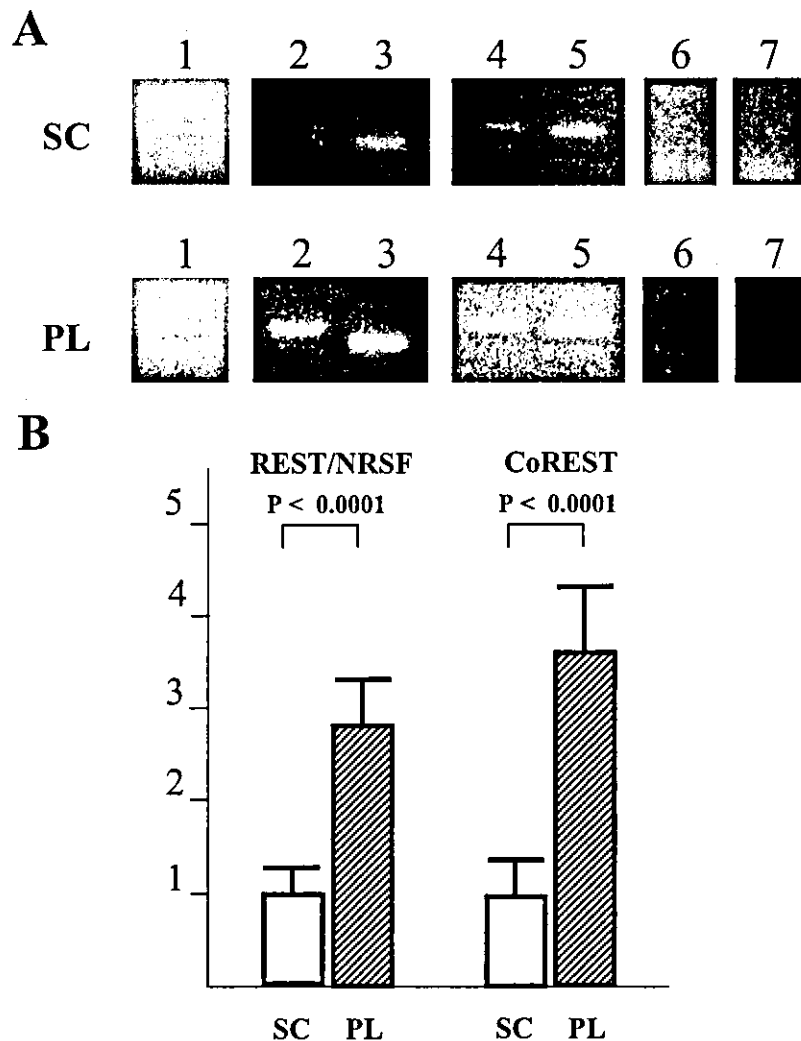 A
1 2 3 4 5 6 7
SC
1 2 3 4 5 6 7
PL
B
REST/NRSF CoREST
P < 0.0001 P < 0.0001
5
4
3
2
1
SC PL SC PL